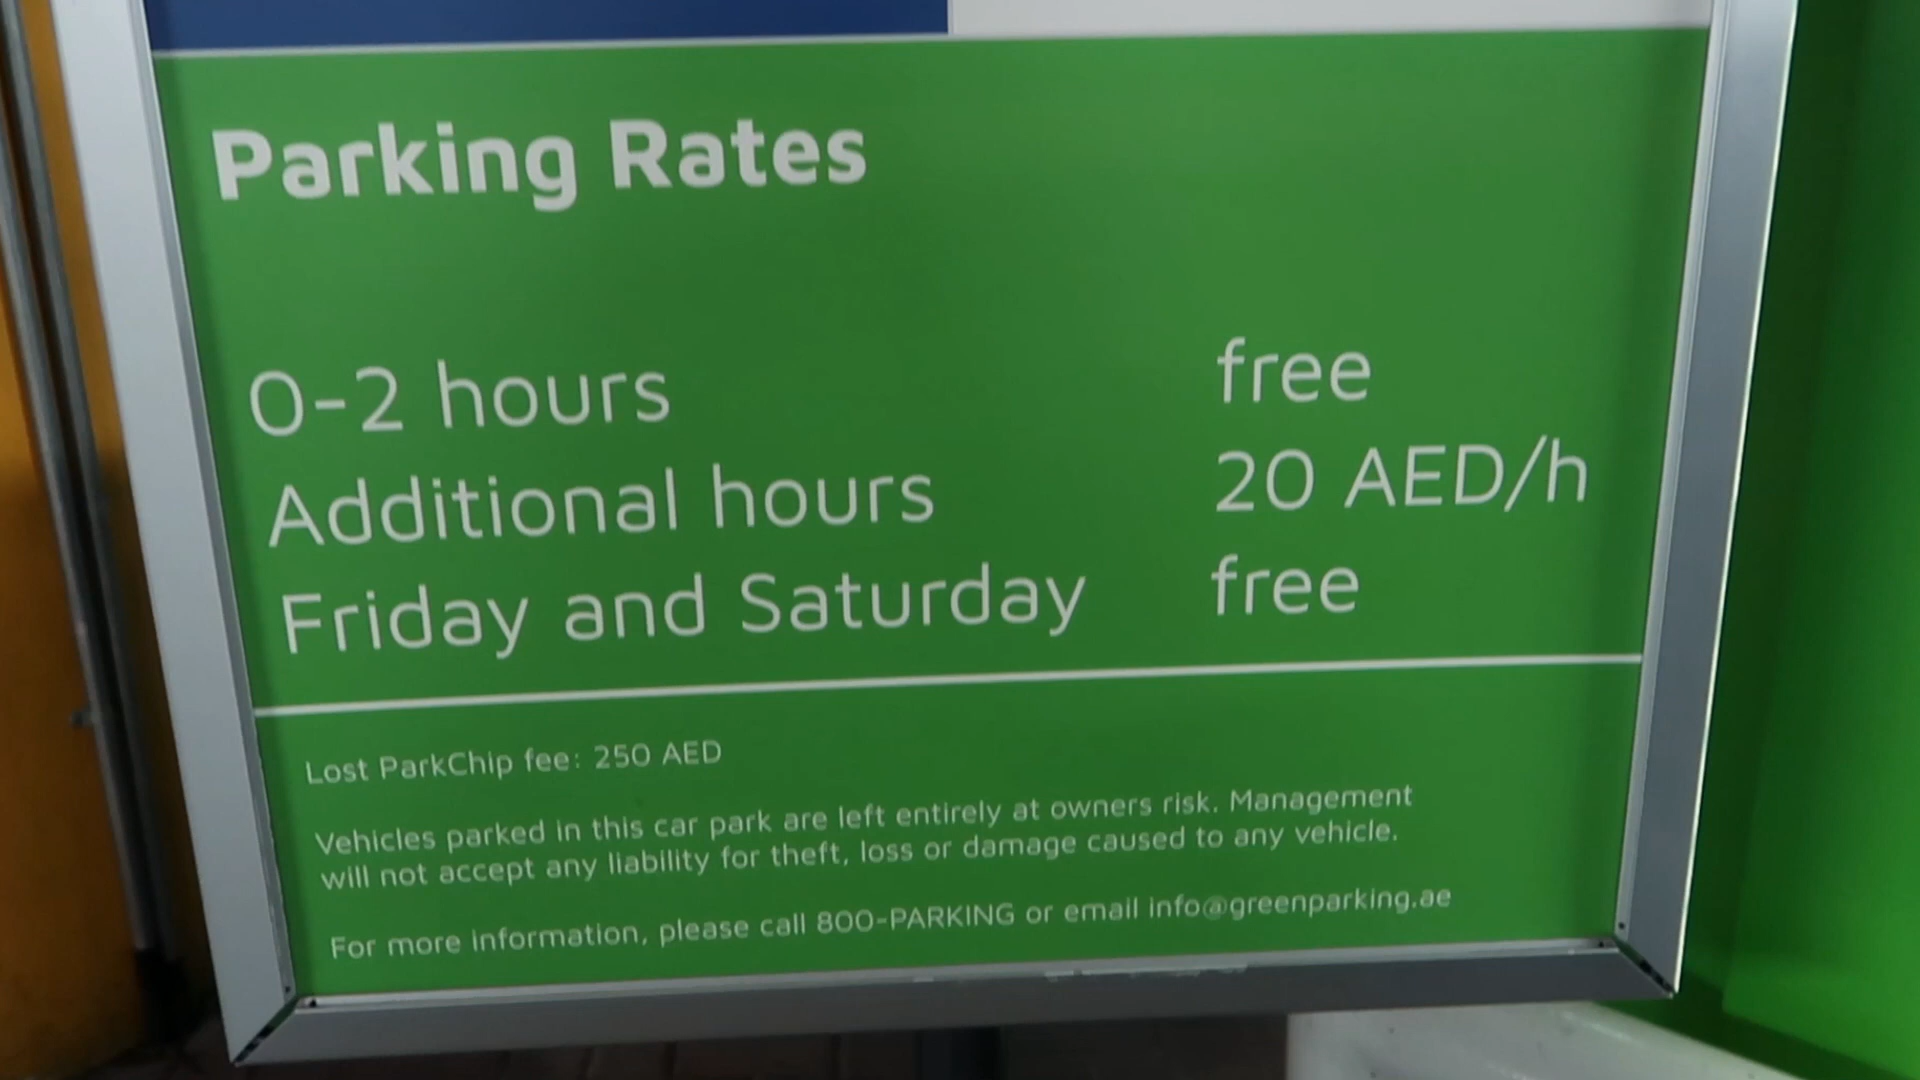 Parking Rates
0-2 hours free
Additional hours 20 AED/h
Friday and Saturday free
Lost ParkChip fee: 250 AED
Vehicles parked in this car park are left entirely at owners risk. Management
will not accept any liability for theft, loss or damage caused to any vehicle.
For more information, please call 800-PARKING or email info@greenparking.ae